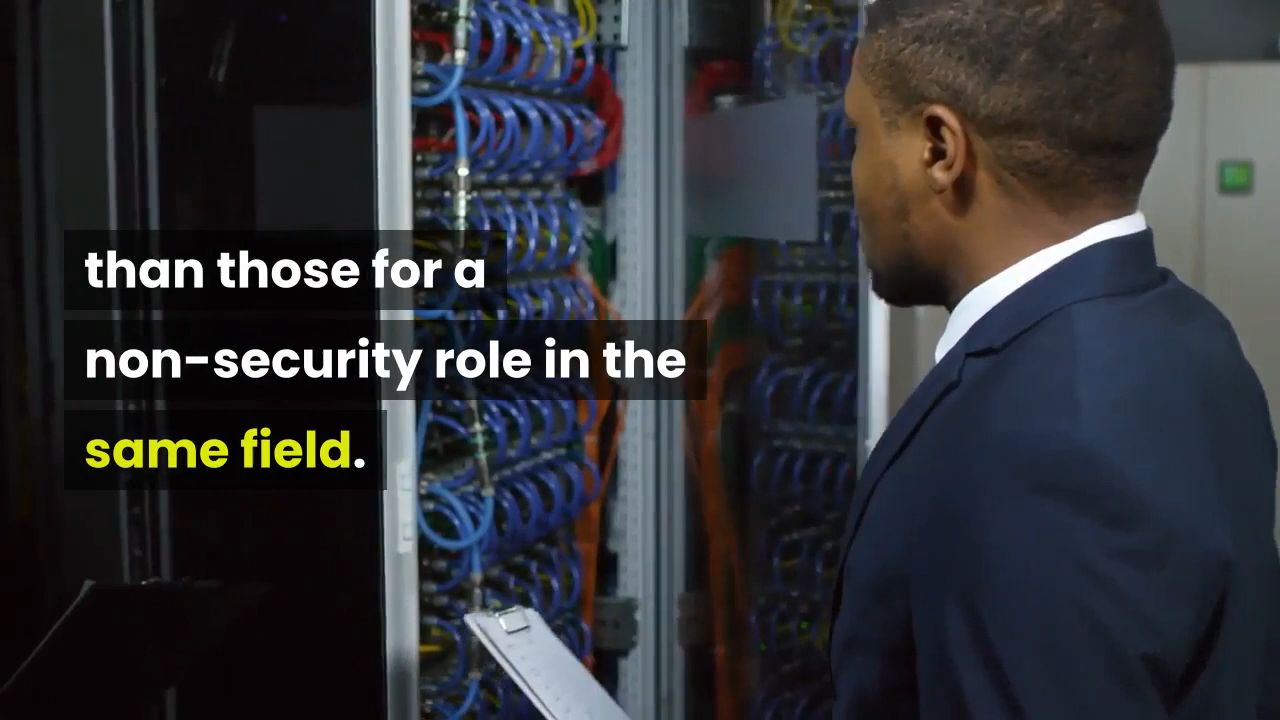 than those for a
non-security role in the
same field.